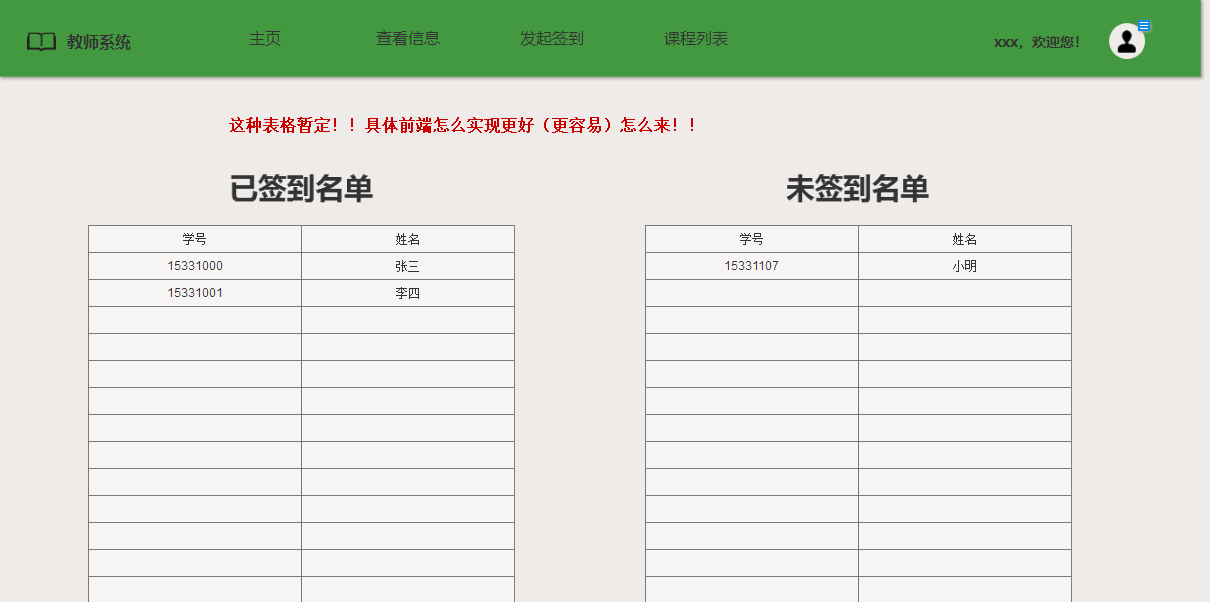 教师系统 主页 查看信息 发起签到 课程列表 xxx，欢迎您！
这种表格暂定！！具体前端怎么实现更好（更容易）怎么来！！
已签到名单
学号 姓名
15331000 张三
15331001 李四
未签到名单
学号 姓名
15331107 小明